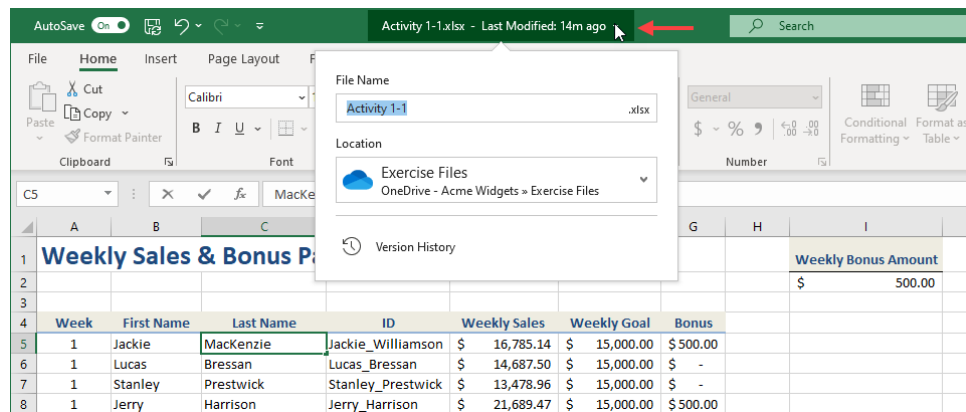 AutoSave On
Activity 1-1.xlsx - Last Modified: 14m ago
Search
File Home Insert Page Layout F
File Name
Activity 1-1 .xlsx
Location
Exercise Files
OneDrive - Acme Widgets » Exercise Files
Version History
Paste
Cut
Copy
Format Painter
Clipboard
Calibri
B I U
Font
General
$ % 9
Number
Conditional Formatting
Format as
Table
C5 fx MacKe
A B C G H I
1 Weekly Sales & Bonus Pa Weekly Bonus Amount
2 $ 500.00
3
4 Week First Name Last Name ID Weekly Sales Weekly Goal Bonus
5 1 Jackie MacKenzie Jackie_Williamson $ 16,785.14 $ 15,000.00 $ 500.00
6 1 Lucas Bressan Lucas_Bressan $ 14,687.50 $ 15,000.00 $ -
7 1 Stanley Prestwick Stanley_Prestwick $ 13,478.96 $ 15,000.00 $ -
8 1 Jerry Harrison Jerry_Harrison $ 21,689.47 $ 15,000.00 $ 500.00